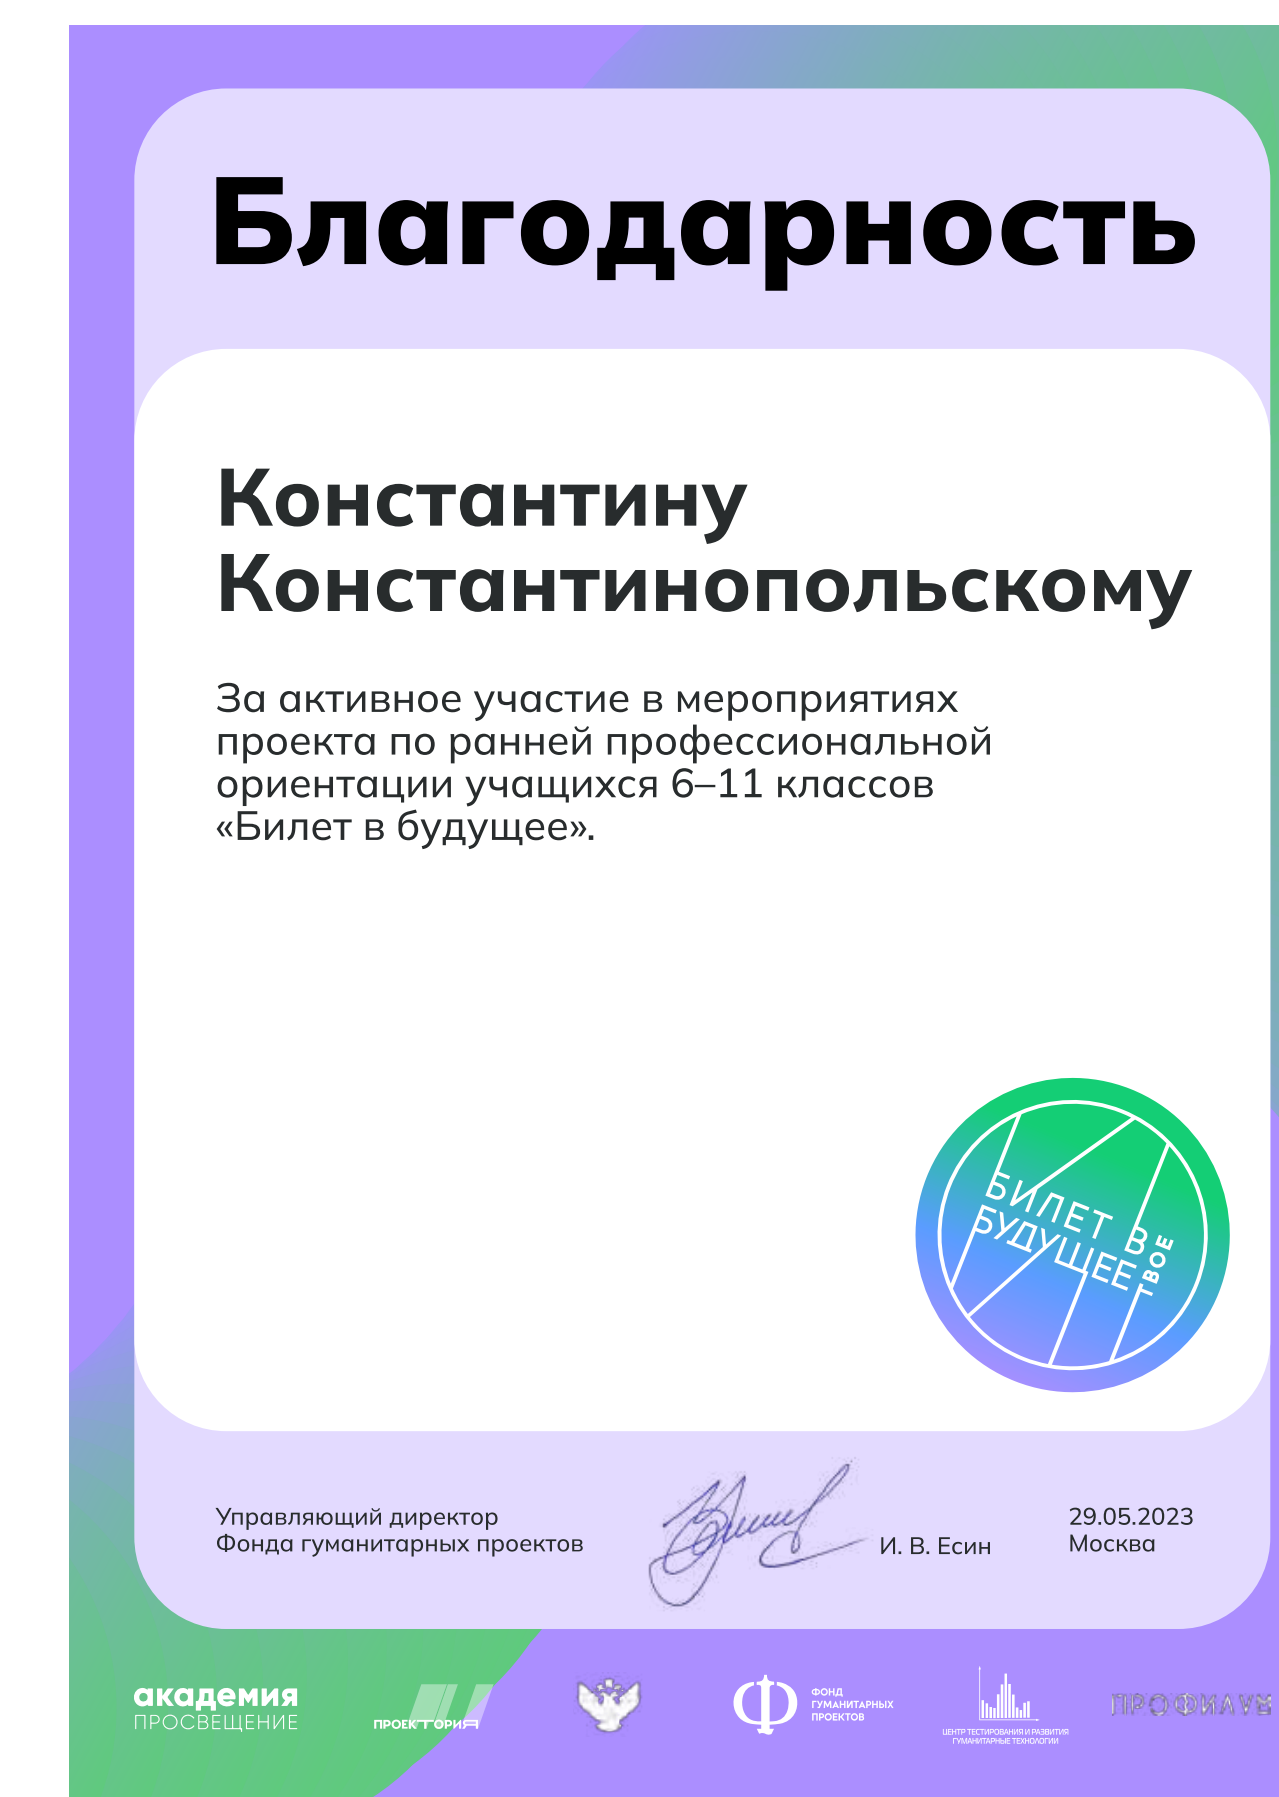 Благодарность
Константину
Константинопольскому
За активное участие в мероприятиях
проекта по ранней профессиональной
ориентации учащихся 6–11 классов
«Билет в будущее».
БИЛЕТ В
БУДУЩЕЕ
ТВОЕ
Управляющий директор
Фонда гуманитарных проектов
И. В. Есин
29.05.2023
Москва
академия
ПРОСВЕЩЕНИЕ
ПРОЕКТОРИЯ
ФОНД
ГУМАНИТАРНЫХ
ПРОЕКТОВ
ЦЕНТР ТЕСТИРОВАНИЯ И РАЗВИТИЯ
ГУМАНИТАРНЫЕ ТЕХНОЛОГИИ
ПРОФИЛУМ